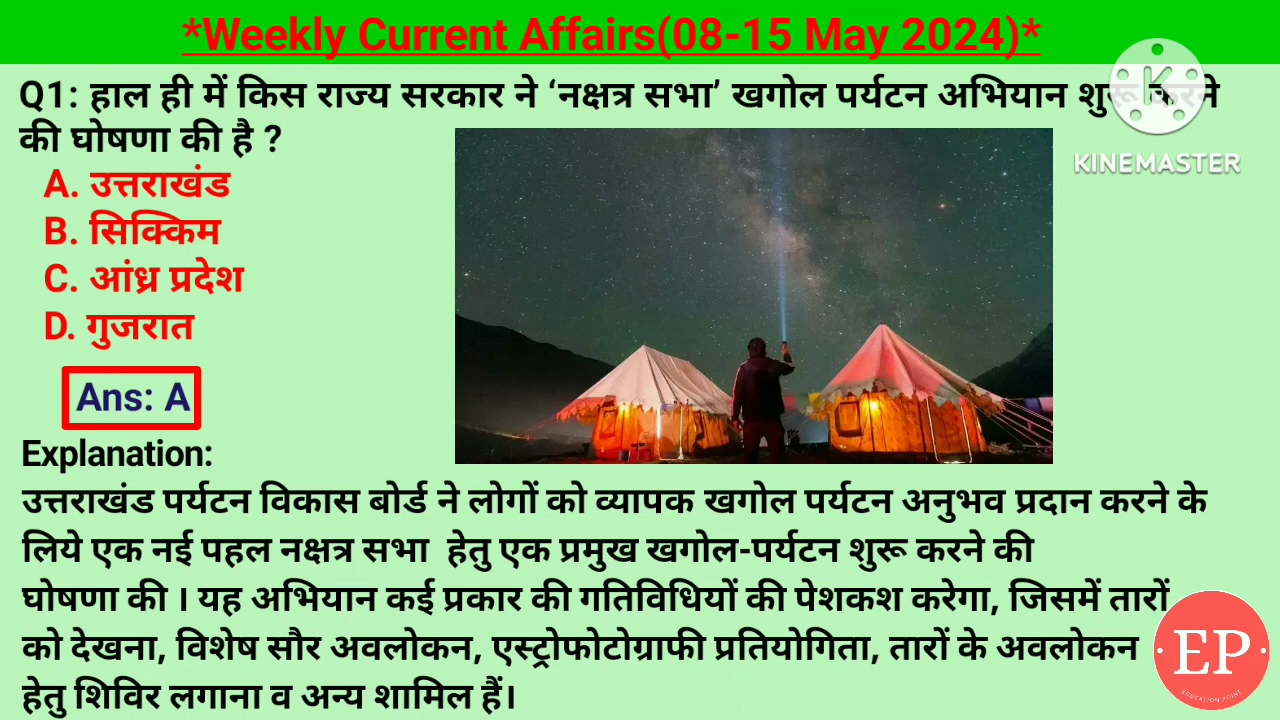 *Weekly Current Affairs(08-15 May 2024)*
Q1: हाल ही में किस राज्य सरकार ने ‘नक्षत्र सभा’ खगोल पर्यटन अभियान शुरू करने
की घोषणा की है ?
KINEMASTER
A. उत्तराखंड
B. सिक्किम
C. आंध्र प्रदेश
D. गुजरात
Ans: A
Explanation:
उत्तराखंड पर्यटन विकास बोर्ड ने लोगों को व्यापक खगोल पर्यटन अनुभव प्रदान करने के
लिये एक नई पहल नक्षत्र सभा हेतु एक प्रमुख खगोल-पर्यटन शुरू करने की
घोषणा की । यह अभियान कई प्रकार की गतिविधियों की पेशकश करेगा, जिसमें तारों
को देखना, विशेष सौर अवलोकन, एस्ट्रोफोटोग्राफी प्रतियोगिता, तारों के अवलोकन
हेतु शिविर लगाना व अन्य शामिल हैं।
EP
EDUCATION POINT